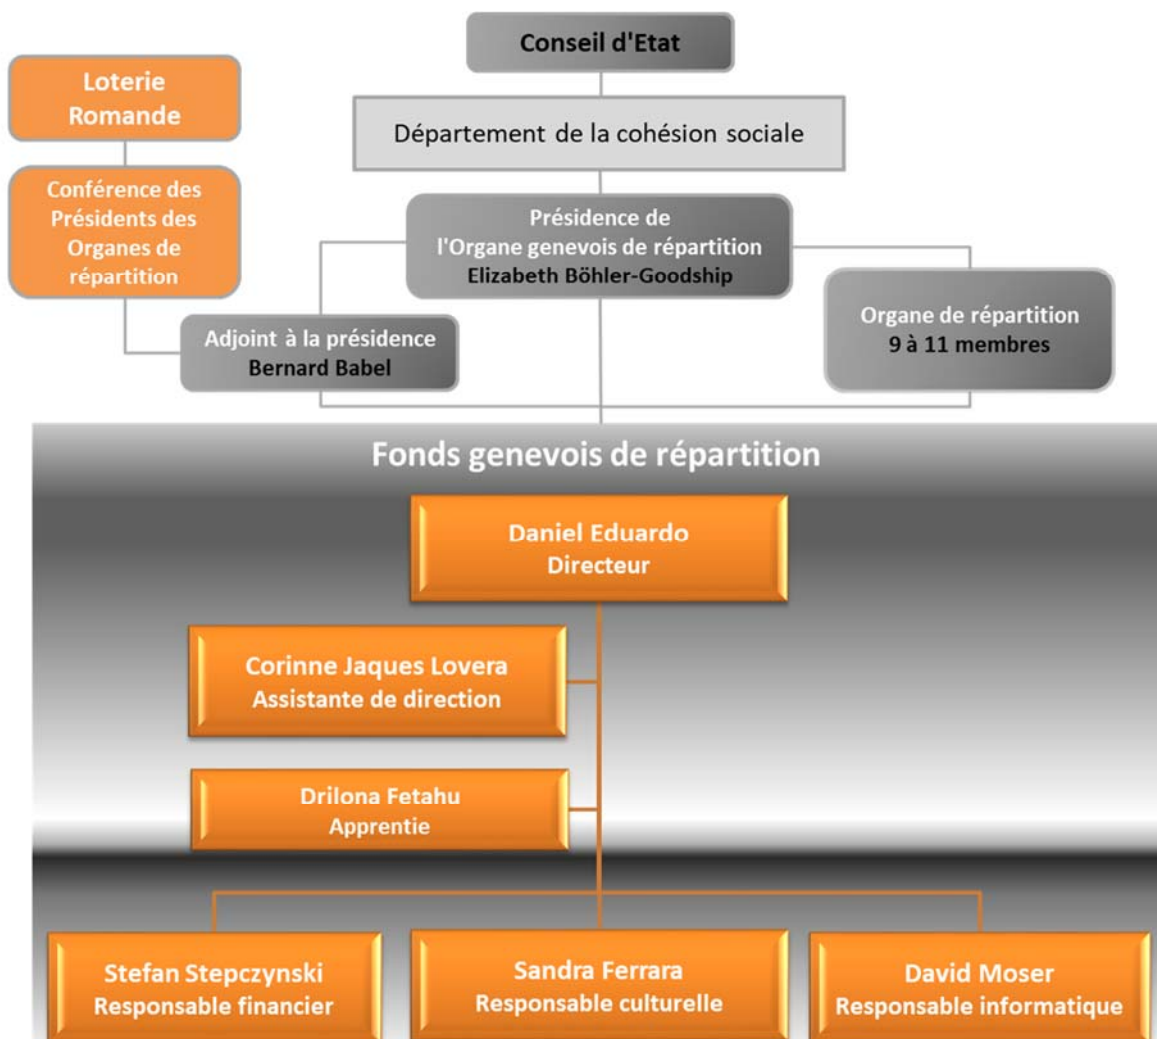 Conseil d'Etat
Loterie
Romande
Département de la cohésion sociale
Conférence des
Présidents des
Organes de
répartition
Présidence de
l'Organe genevois de répartition
Elizabeth Böhler-Goodship
Adjoint à la présidence
Bernard Babel
Organe de répartition
9 à 11 membres
Fonds genevois de répartition
Daniel Eduardo
Directeur
Corinne Jaques Lovera
Assistante de direction
Drilona Fetahu
Apprentie
Stefan Stepczynski
Responsable financier
Sandra Ferrara
Responsable culturelle
David Moser
Responsable informatique